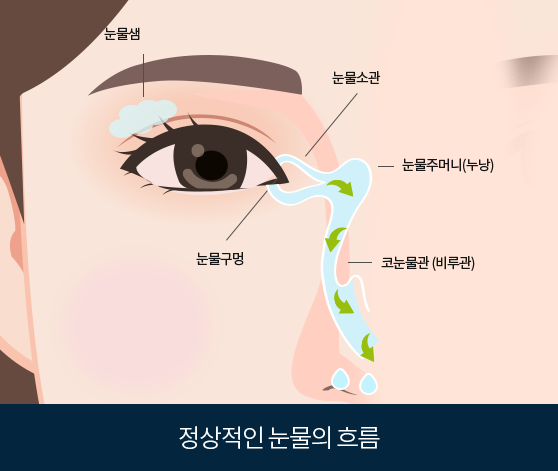 눈물샘
눈물소관
눈물주머니(누낭)
눈물구멍
코눈물관 (비루관)
정상적인 눈물의 흐름